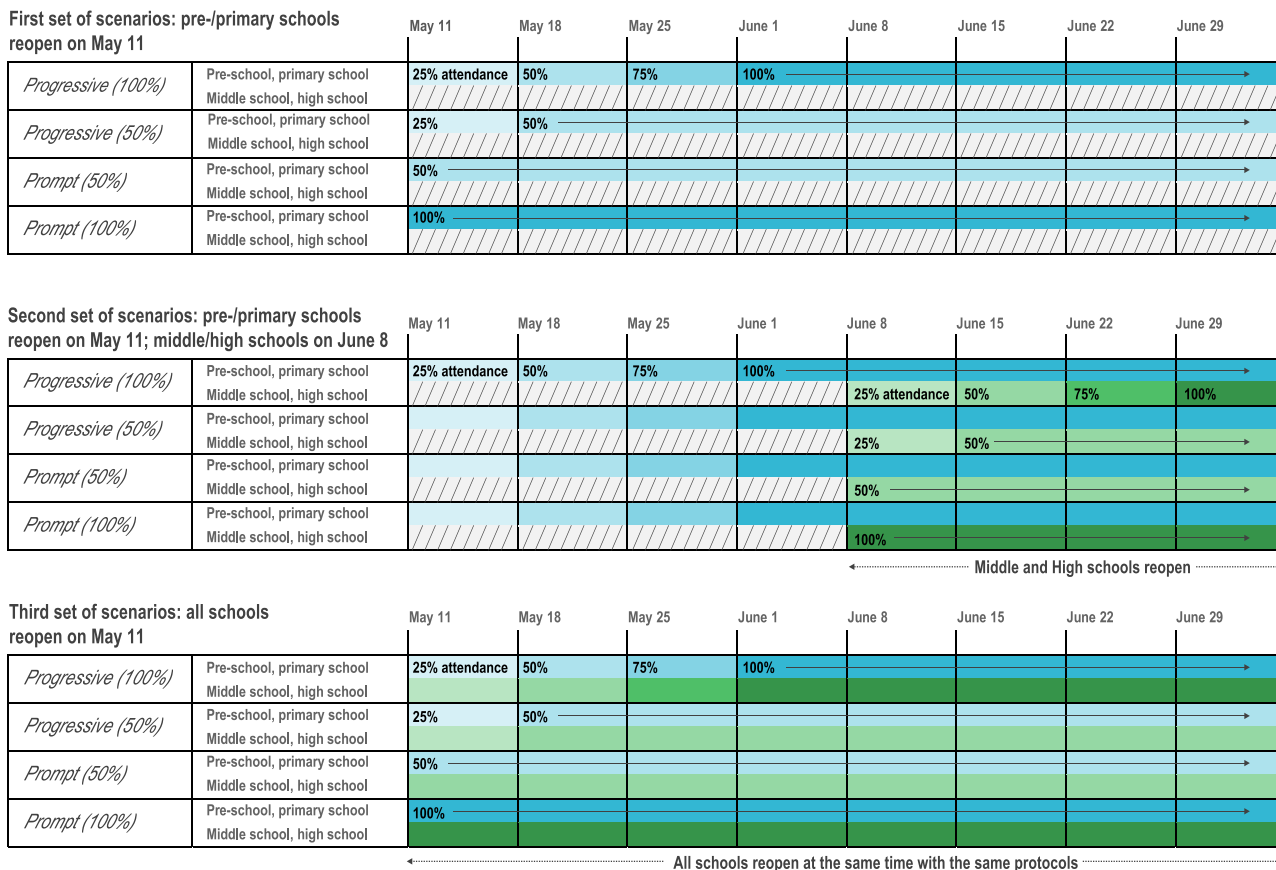 First set of scenarios: pre-/primary schools
reopen on May 11
May 11 May 18 May 25 June 1 June 8 June 15 June 22 June 29
Progressive (100%)
Pre-school, primary school 25% attendance 50% 75% 100%
Middle school, high school
Progressive (50%)
Pre-school, primary school 25% 50%
Middle school, high school
Prompt (50%)
Pre-school, primary school 50%
Middle school, high school
Prompt (100%)
Pre-school, primary school 100%
Middle school, high school
Second set of scenarios: pre-/primary schools
reopen on May 11; middle/high schools on June 8
May 11 May 18 May 25 June 1 June 8 June 15 June 22 June 29
Progressive (100%)
Pre-school, primary school 25% attendance 50% 75% 100%
Middle school, high school 25% attendance 50% 75% 100%
Progressive (50%)
Pre-school, primary school
Middle school, high school 25% 50%
Prompt (50%)
Pre-school, primary school
Middle school, high school 50%
Prompt (100%)
Pre-school, primary school
Middle school, high school 100%
Middle and High schools reopen
Third set of scenarios: all schools
reopen on May 11
May 11 May 18 May 25 June 1 June 8 June 15 June 22 June 29
Progressive (100%)
Pre-school, primary school 25% attendance 50% 75% 100%
Middle school, high school
Progressive (50%)
Pre-school, primary school 25% 50%
Middle school, high school
Prompt (50%)
Pre-school, primary school 50%
Middle school, high school
Prompt (100%)
Pre-school, primary school 100%
Middle school, high school
All schools reopen at the same time with the same protocols